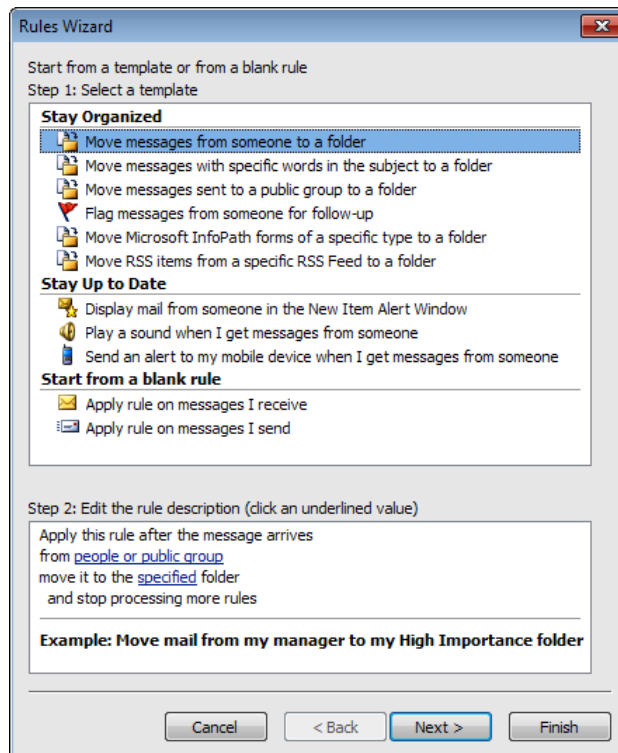 Rules Wizard
Start from a template or from a blank rule
Step 1: Select a template
Stay Organized
Move messages from someone to a folder
Move messages with specific words in the subject to a folder
Move messages sent to a public group to a folder
Flag messages from someone for follow-up
Move Microsoft InfoPath forms of a specific type to a folder
Move RSS items from a specific RSS Feed to a folder
Stay Up to Date
Display mail from someone in the New Item Alert Window
Play a sound when I get messages from someone
Send an alert to my mobile device when I get messages from someone
Start from a blank rule
Apply rule on messages I receive
Apply rule on messages I send
Step 2: Edit the rule description (click an underlined value)
Apply this rule after the message arrives
from people or public group
move it to the specified folder
and stop processing more rules
Example: Move mail from my manager to my High Importance folder
Cancel < Back Next > Finish